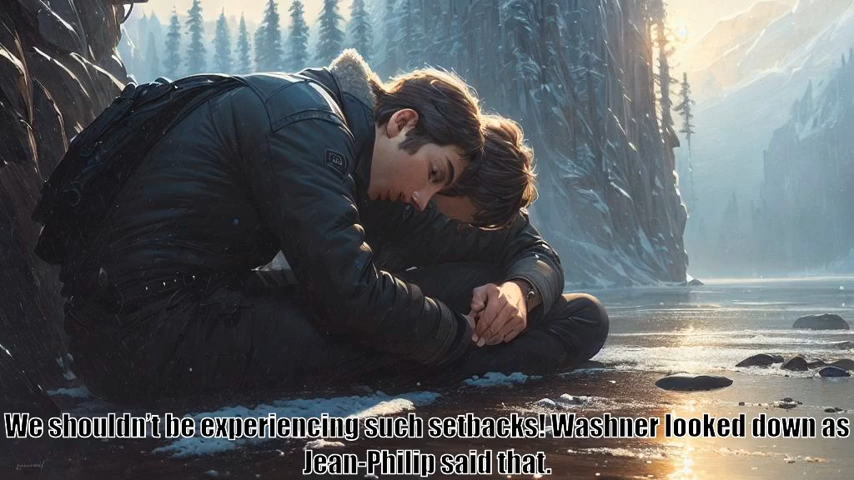 We shouldn't be experiencing such setbacks! Washner looked down as
Jean-Philip said that.